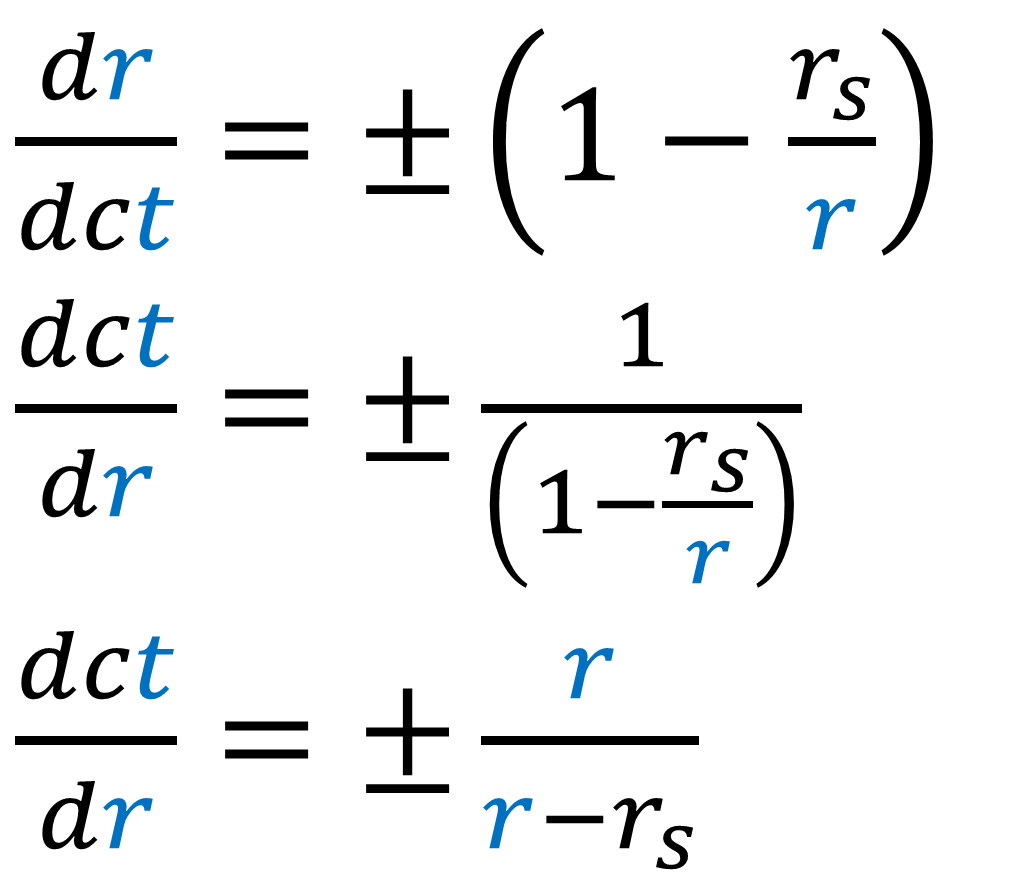 dr/dct = ± (1 − r_s/r)
dct/dr = ± 1/(1 − r_s/r)
dct/dr = ± r/(r − r_s)